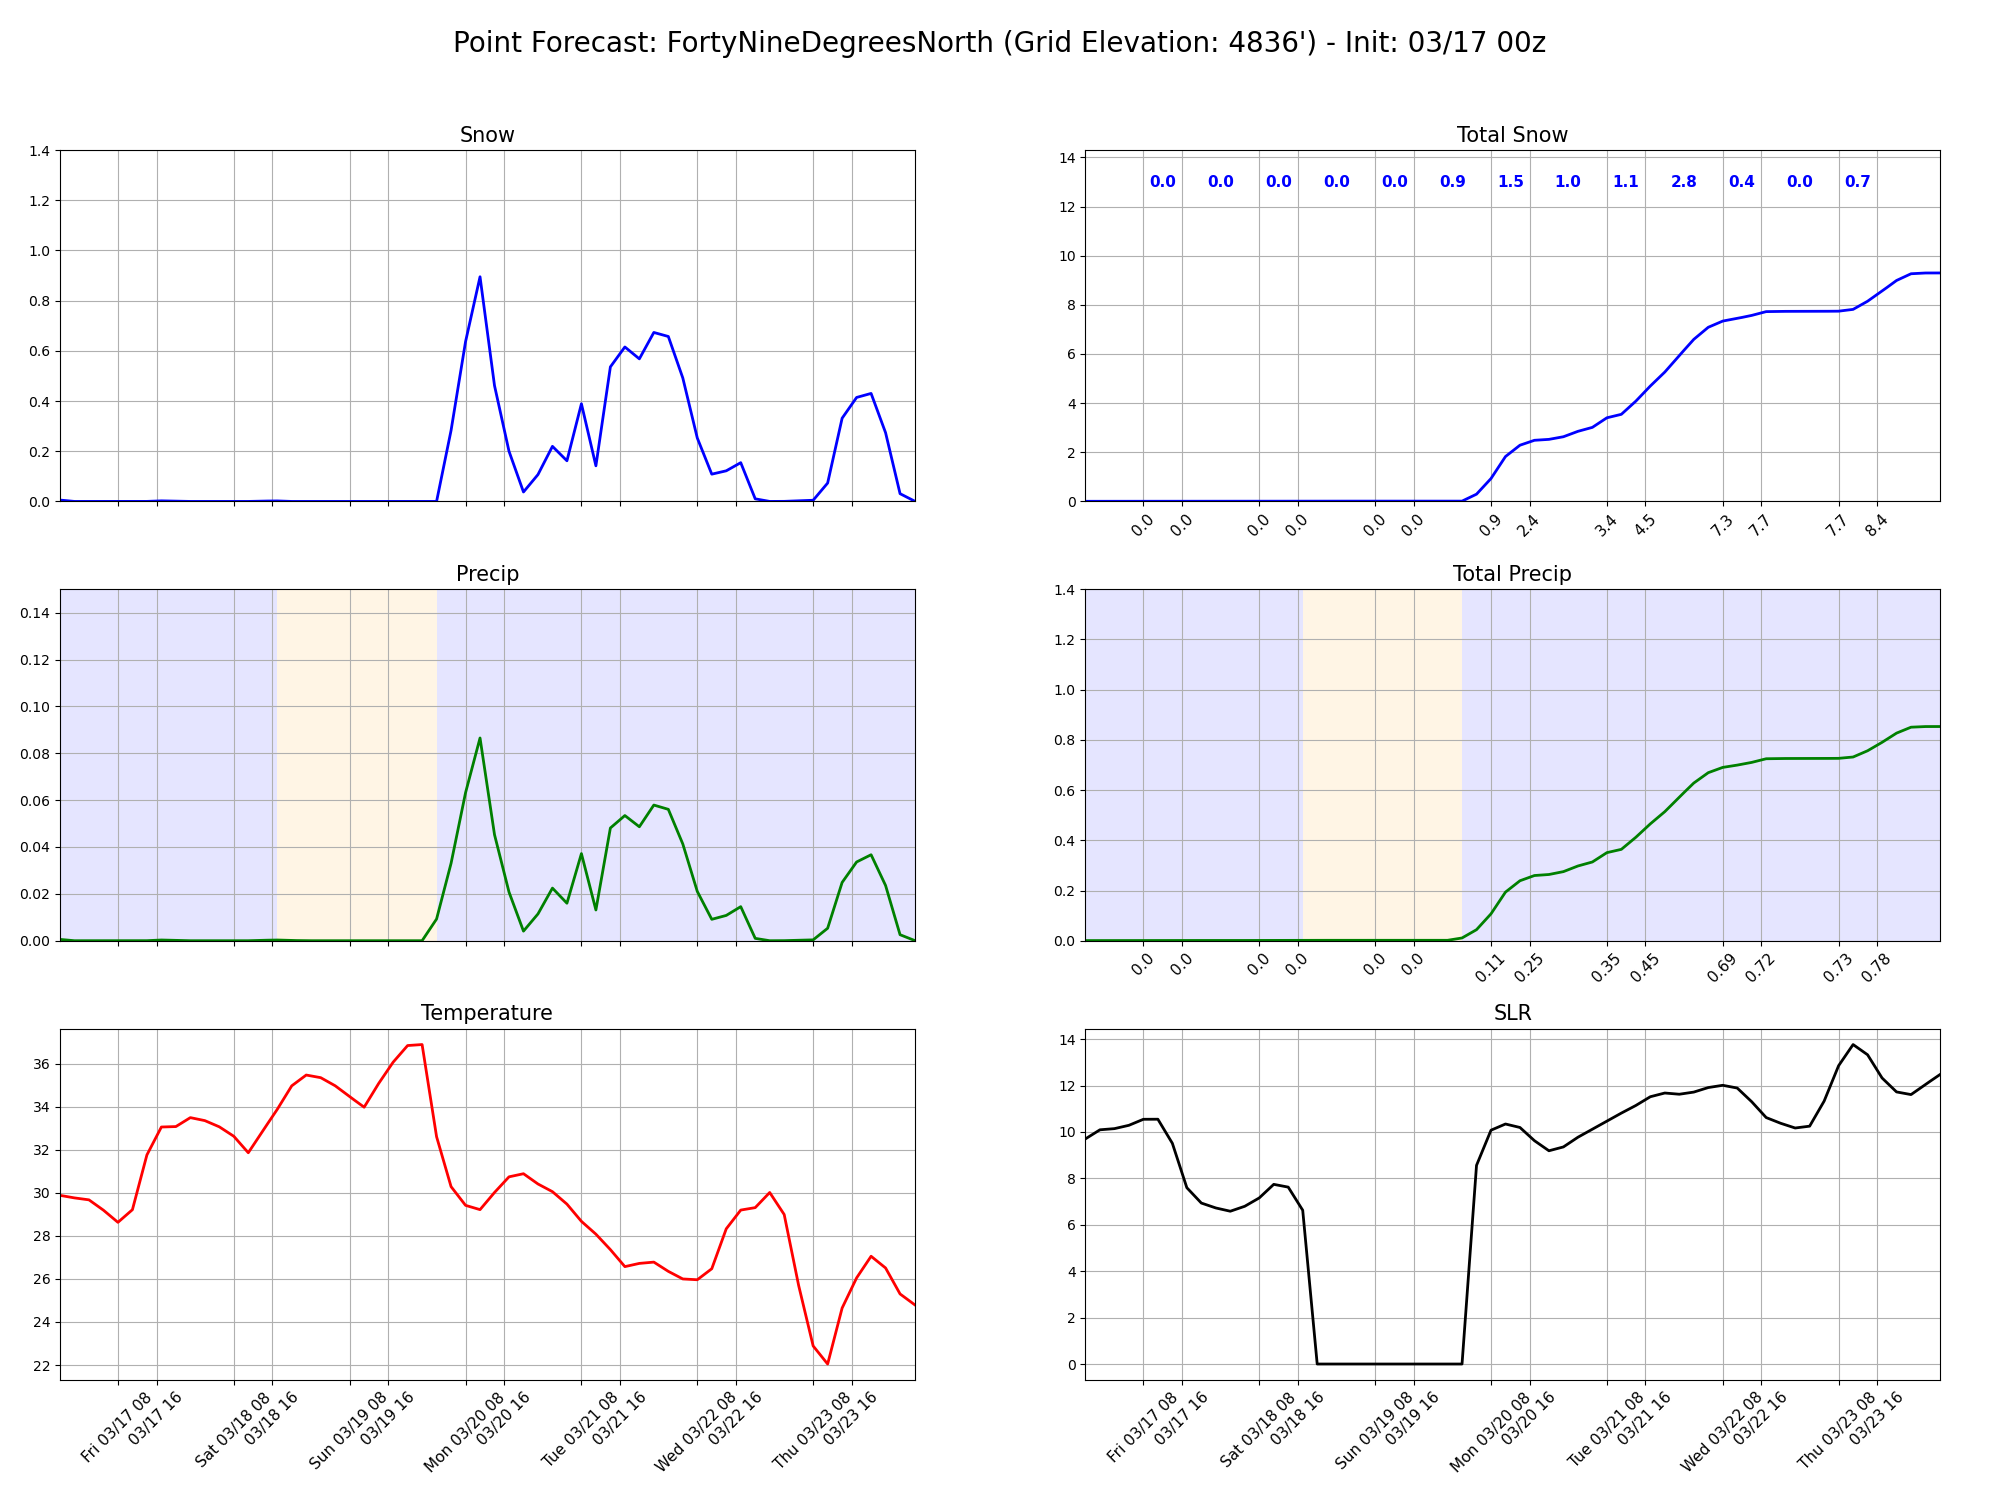 Point Forecast: FortyNineDegreesNorth (Grid Elevation: 4836') - Init: 03/17 00z
Snow
1.4
1.2
1.0
0.8
0.6
0.4
0.2
0.0
Total Snow
14
12
10
8
6
4
2
0
0.0 0.0 0.0 0.0 0.0 0.9 1.5 1.0 1.1 2.8 0.4 0.0 0.7
0.0 0.0 0.0 0.0 0.0 0.0 0.9 2.4 3.4 4.5 7.3 7.7 7.7 8.4
Precip
0.14
0.12
0.10
0.08
0.06
0.04
0.02
0.00
Total Precip
1.4
1.2
1.0
0.8
0.6
0.4
0.2
0.0
0.0 0.0 0.0 0.0 0.0 0.0 0.11 0.25 0.35 0.45 0.69 0.72 0.73 0.78
Temperature
36
34
32
30
28
26
24
22
Fri 03/17 08
03/17 16
Sat 03/18 08
03/18 16
Sun 03/19 08
03/19 16
Mon 03/20 08
03/20 16
Tue 03/21 08
03/21 16
Wed 03/22 08
03/22 16
Thu 03/23 08
03/23 16
SLR
14
12
10
8
6
4
2
0
Fri 03/17 08
03/17 16
Sat 03/18 08
03/18 16
Sun 03/19 08
03/19 16
Mon 03/20 08
03/20 16
Tue 03/21 08
03/21 16
Wed 03/22 08
03/22 16
Thu 03/23 08
03/23 16